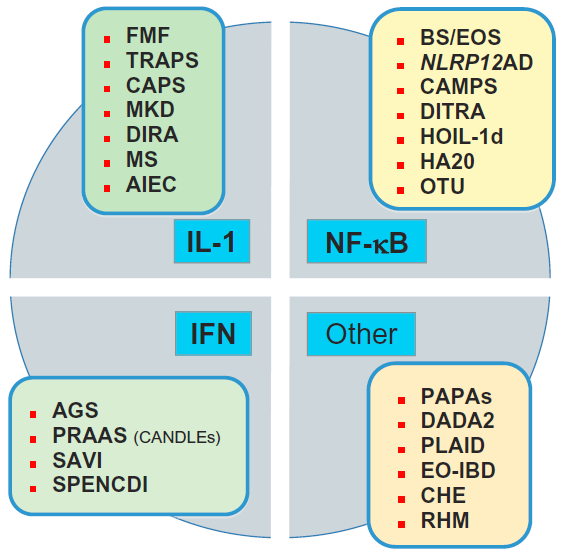 FMF
TRAPS
CAPS
MKD
DIRA
MS
AIEC
IL-1
BS/EOS
NLRP12AD
CAMPS
DITRA
HOIL-1d
HA20
OTU
NF-κB
IFN
AGS
PRAAS (CANDLEs)
SAVI
SPENCDI
Other
PAPAs
DADA2
PLAID
EO-IBD
CHE
RHM